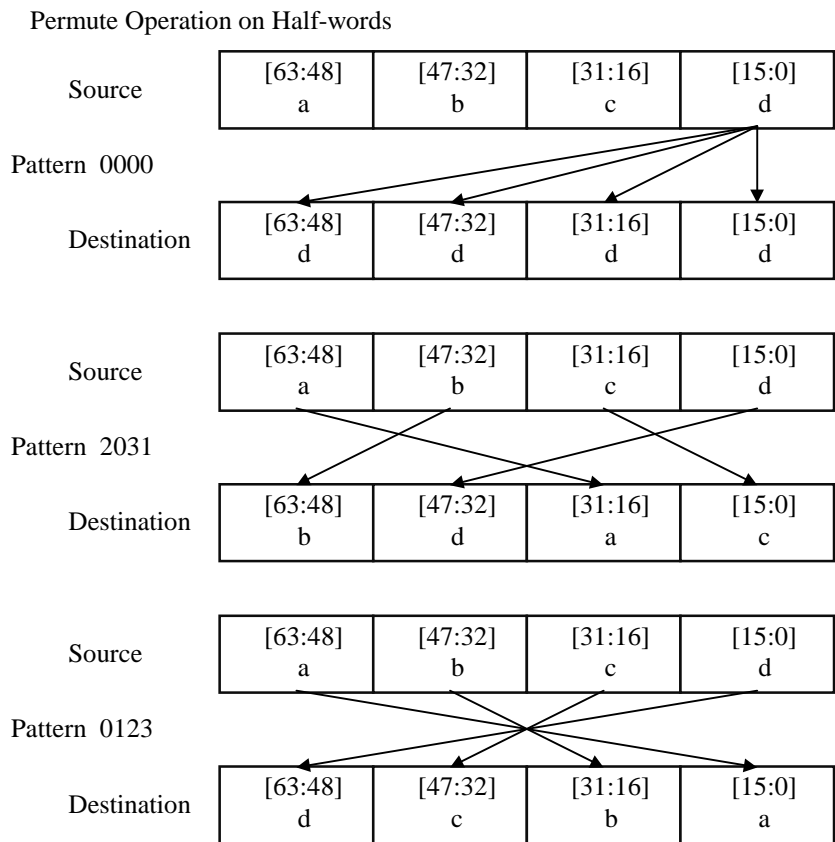 Permute Operation on Half-words
[63:48] [47:32] [31:16] [15:0]
Source
a b c d
Pattern 0000
[63:48] [47:32] [31:16] [15:0]
Destination
d d d d
[63:48] [47:32] [31:16] [15:0]
Source
a b c d
Pattern 2031
[63:48] [47:32] [31:16] [15:0]
Destination
b d a c
[63:48] [47:32] [31:16] [15:0]
Source
a b c d
Pattern 0123
[63:48] [47:32] [31:16] [15:0]
Destination
d c b a